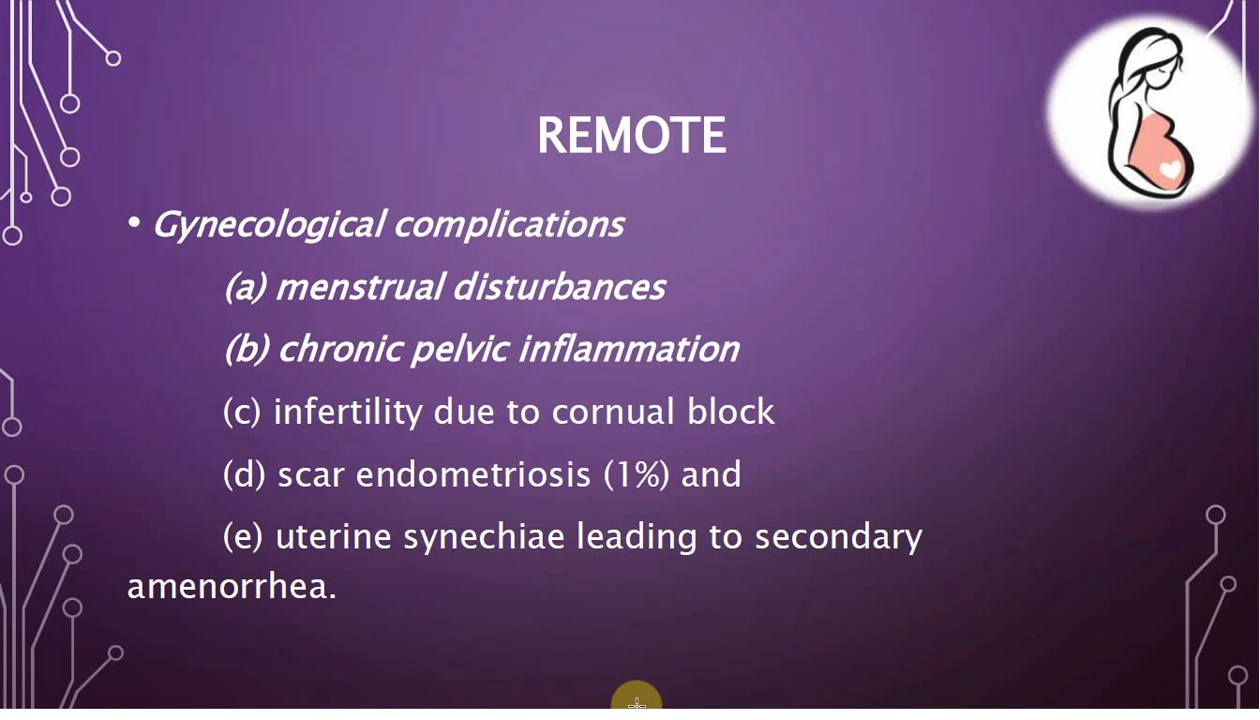 REMOTE
• Gynecological complications
(a) menstrual disturbances
(b) chronic pelvic inflammation
(c) infertility due to cornual block
(d) scar endometriosis (1%) and
(e) uterine synechiae leading to secondary
amenorrhea.